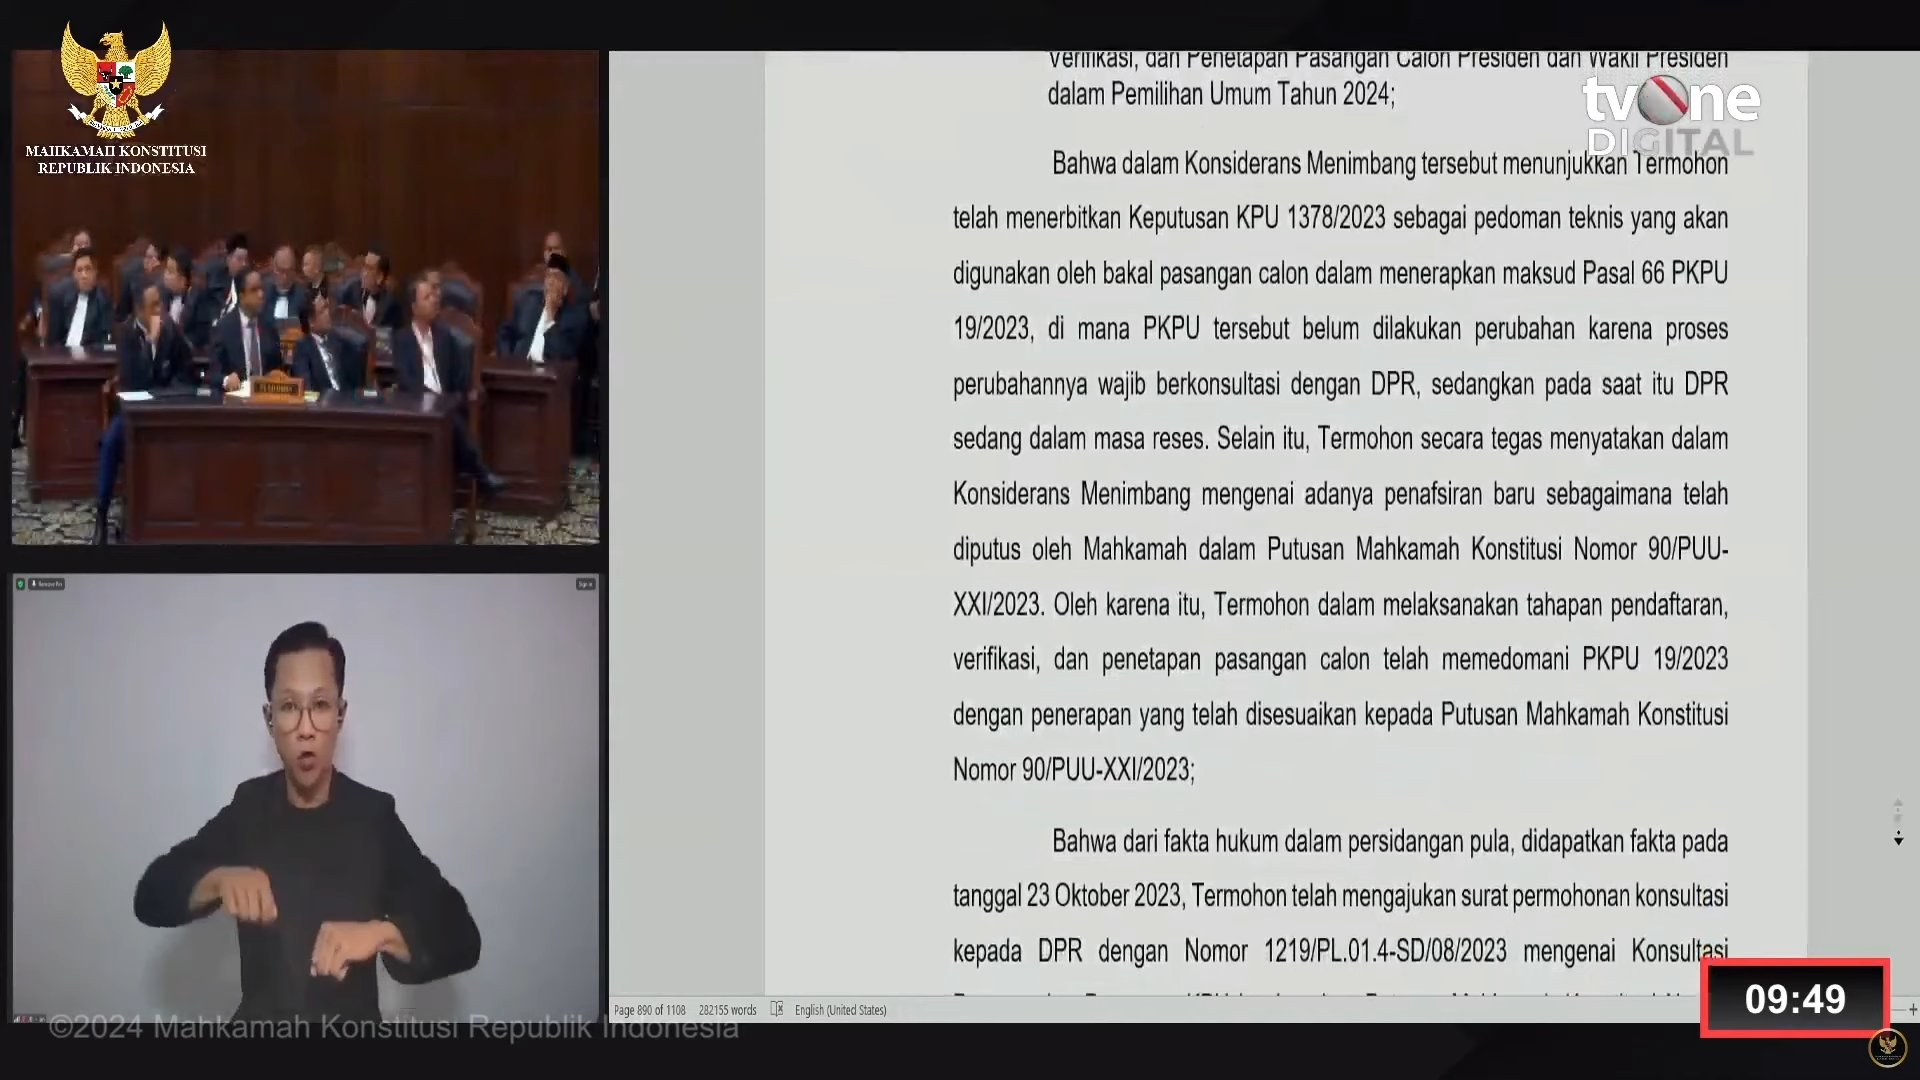 MAHKAMAH KONSTITUSI
REPUBLIK INDONESIA
Verifikasi, dan Penetapan Pasangan Calon Presiden dan Wakil Presiden
dalam Pemilihan Umum Tahun 2024;
tvOne
DIGITAL
Bahwa dalam Konsiderans Menimbang tersebut menunjukkan Termohon
telah menerbitkan Keputusan KPU 1378/2023 sebagai pedoman teknis yang akan
digunakan oleh bakal pasangan calon dalam menerapkan maksud Pasal 66 PKPU
19/2023, di mana PKPU tersebut belum dilakukan perubahan karena proses
perubahannya wajib berkonsultasi dengan DPR, sedangkan pada saat itu DPR
sedang dalam masa reses. Selain itu, Termohon secara tegas menyatakan dalam
Konsiderans Menimbang mengenai adanya penafsiran baru sebagaimana telah
diputus oleh Mahkamah dalam Putusan Mahkamah Konstitusi Nomor 90/PUU-
XXI/2023. Oleh karena itu, Termohon dalam melaksanakan tahapan pendaftaran,
verifikasi, dan penetapan pasangan calon telah memedomani PKPU 19/2023
dengan penerapan yang telah disesuaikan kepada Putusan Mahkamah Konstitusi
Nomor 90/PUU-XXI/2023;
Bahwa dari fakta hukum dalam persidangan pula, didapatkan fakta pada
tanggal 23 Oktober 2023, Termohon telah mengajukan surat permohonan konsultasi
kepada DPR dengan Nomor 1219/PL.01.4-SD/08/2023 mengenai Konsultasi
Page 890 of 1108 282155 words English (United States)
09:49
©2024 Mahkamah Konstitusi Republik Indonesia